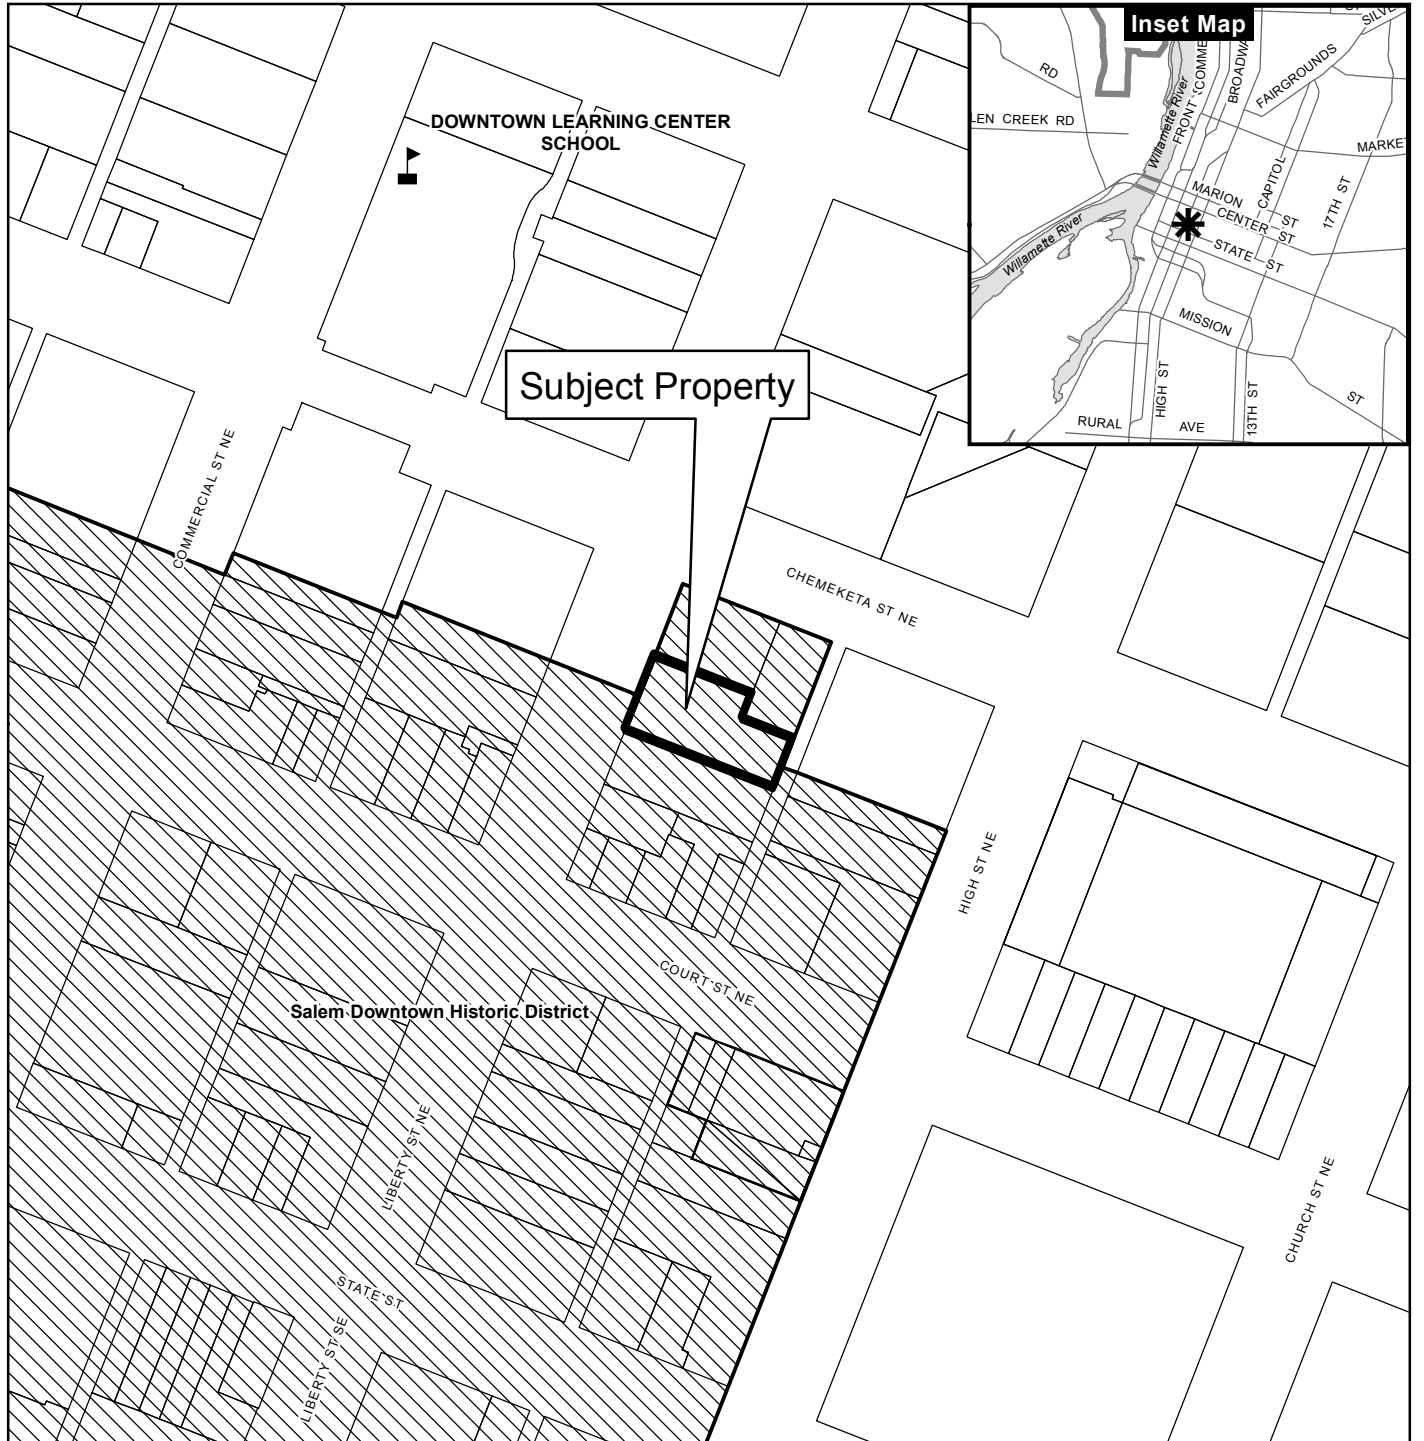 Inset Map
SILVE
RD
FAIRGROUNDS
BROADWA
COMME
FRONT
Willamette River
LEN CREEK RD
MARKE
CAPITOL
17TH ST
MARION ST
CENTER ST
STATE ST
Willamette River
MISSION ST
HIGH ST
13TH ST
RURAL AVE
DOWNTOWN LEARNING CENTER
SCHOOL
Subject Property
COMMERCIAL ST NE
CHEMEKETA ST NE
HIGH ST NE
COURT ST NE
Salem Downtown Historic District
LIBERTY ST NE
CHURCH ST NE
STATE ST
LIBERTY ST SE